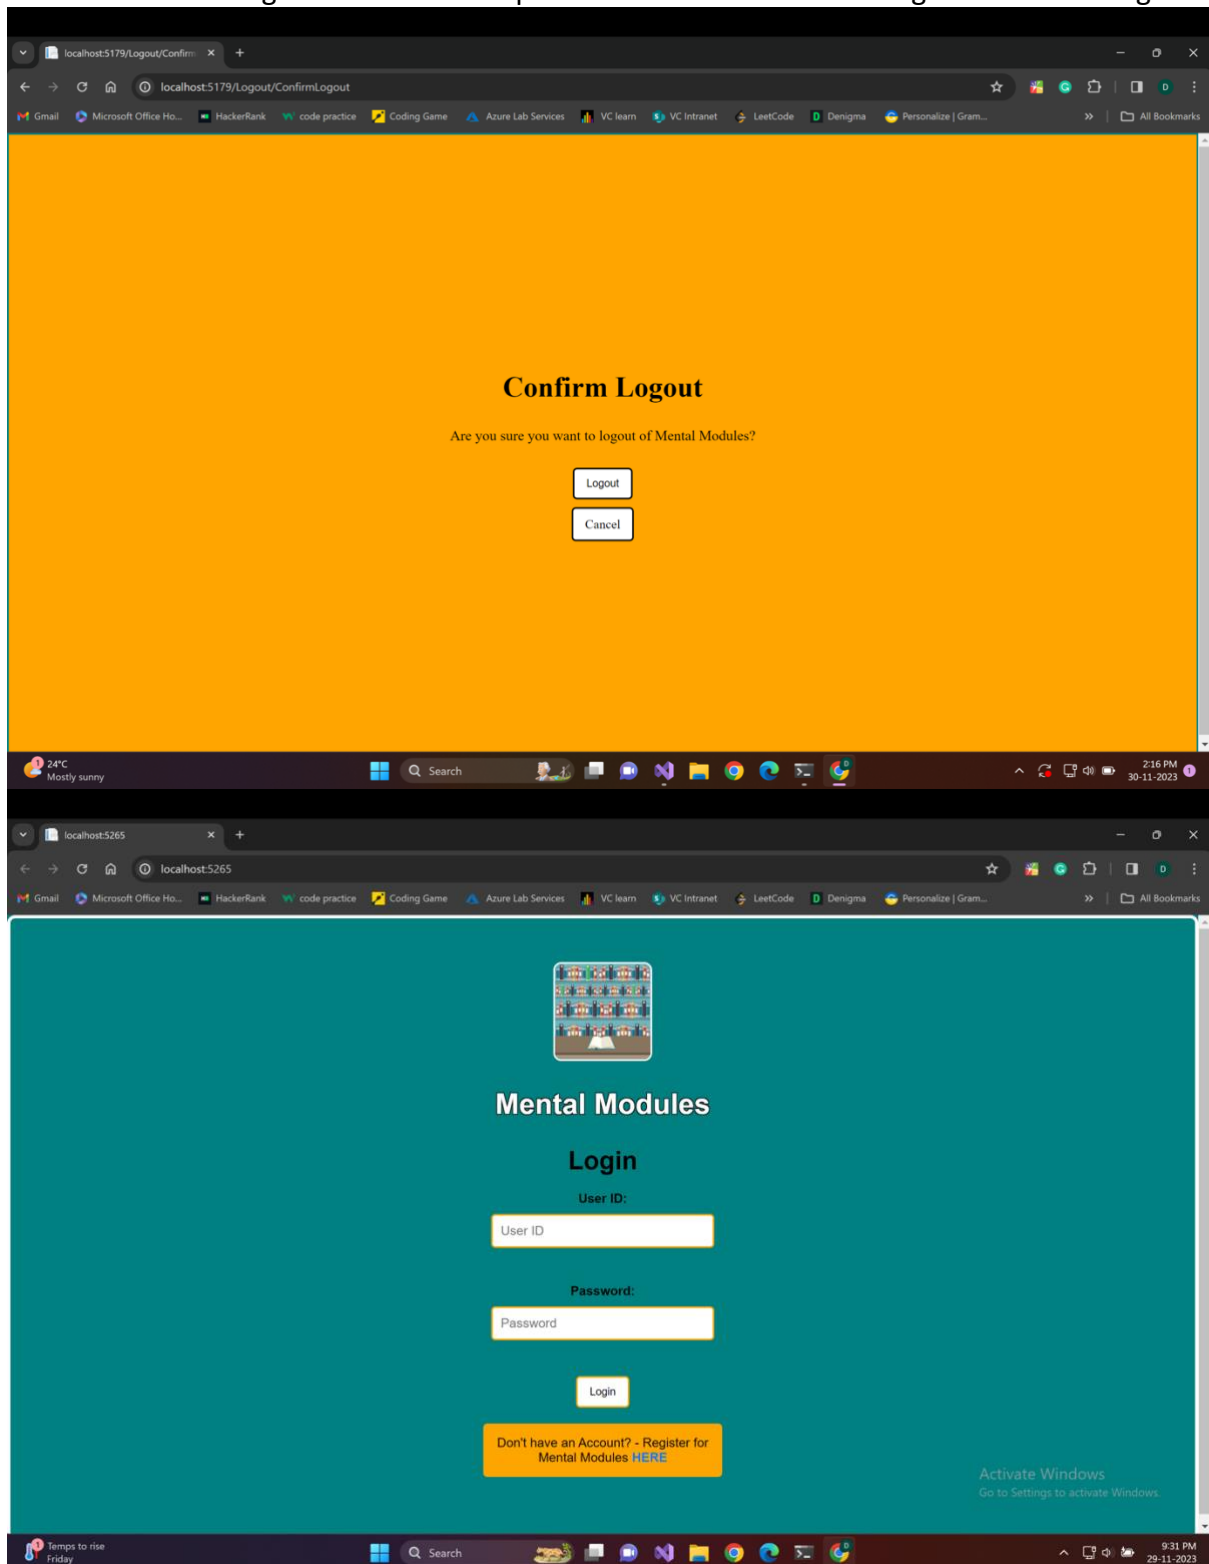 localhost:5179/Logout/Confirm
localhost:5179/Logout/ConfirmLogout
Gmail Microsoft Office Ho... HackerRank code practice Coding Game Azure Lab Services VC learn VC Intranet LeetCode Denigma Personalize | Gram... » All Bookmarks
Confirm Logout
Are you sure you want to logout of Mental Modules?
Logout
Cancel
24°C
Mostly sunny
Search
2:16 PM
30-11-2023
localhost:5265
localhost:5265
Gmail Microsoft Office Ho... HackerRank code practice Coding Game Azure Lab Services VC learn VC Intranet LeetCode Denigma Personalize | Gram... » All Bookmarks
Mental Modules
Login
User ID:
User ID
Password:
Password
Login
Don't have an Account? - Register for
Mental Modules HERE
Activate Windows
Go to Settings to activate Windows.
Temps to rise
Friday
Search
9:31 PM
29-11-2023